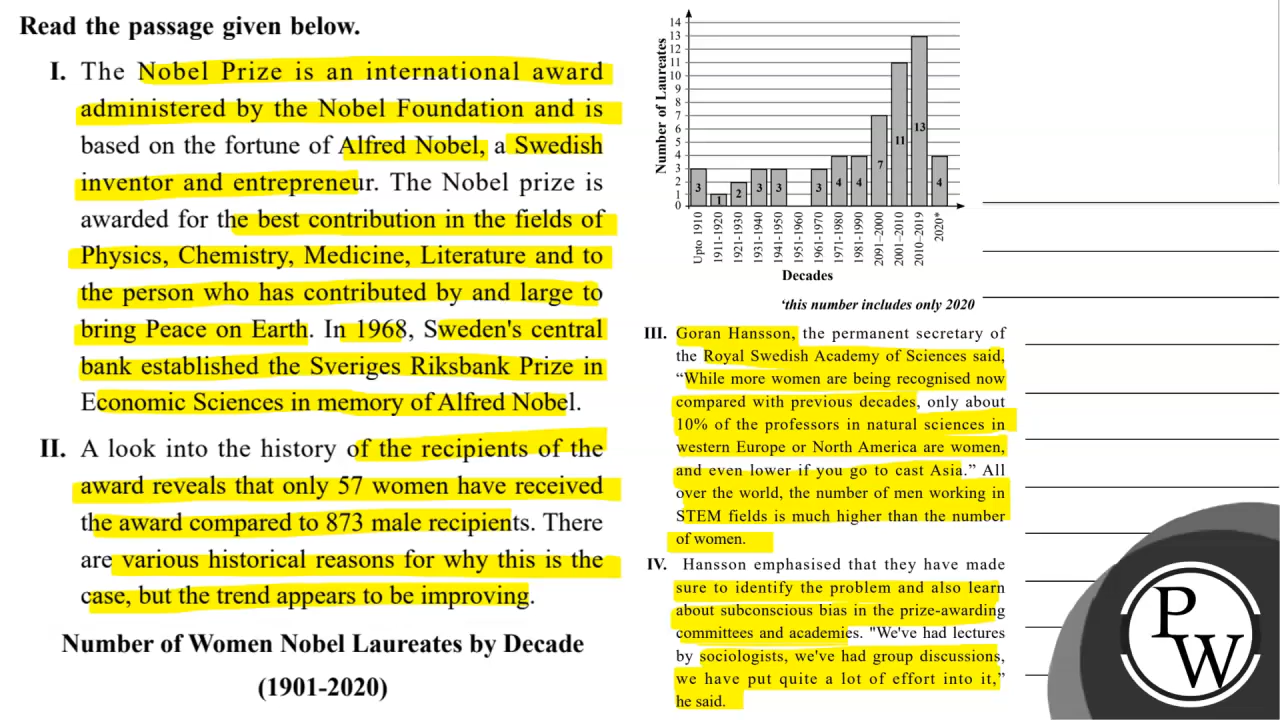 Read the passage given below.
I. The Nobel Prize is an international award
administered by the Nobel Foundation and is
based on the fortune of Alfred Nobel, a Swedish
inventor and entrepreneur. The Nobel prize is
awarded for the best contribution in the fields of
Physics, Chemistry, Medicine, Literature and to
the person who has contributed by and large to
bring Peace on Earth. In 1968, Sweden's central
bank established the Sveriges Riksbank Prize in
Economic Sciences in memory of Alfred Nobel.
II. A look into the history of the recipients of the
award reveals that only 57 women have received
the award compared to 873 male recipients. There
are various historical reasons for why this is the
case, but the trend appears to be improving.
Number of Women Nobel Laureates by Decade
(1901-2020)
Number of Laureates
14
13
12
11
10
9
8
7
6
5
4
3
2
1
0
3
1
2
3
3
3
4
4
7
11
13
4
Upto 1910
1911-1920
1921-1930
1931-1940
1941-1950
1951-1960
1961-1970
1971-1980
1981-1990
2091–2000
2001–2010
2010–2019
2020*
Decades
‘this number includes only 2020
III. Goran Hansson, the permanent secretary of
the Royal Swedish Academy of Sciences said,
“While more women are being recognised now
compared with previous decades, only about
10% of the professors in natural sciences in
western Europe or North America are women,
and even lower if you go to cast Asia.” All
over the world, the number of men working in
STEM fields is much higher than the number
of women.
IV. Hansson emphasised that they have made
sure to identify the problem and also learn
about subconscious bias in the prize-awarding
committees and academies. "We've had lectures
by sociologists, we've had group discussions,
we have put quite a lot of effort into it,”
he said.
PW